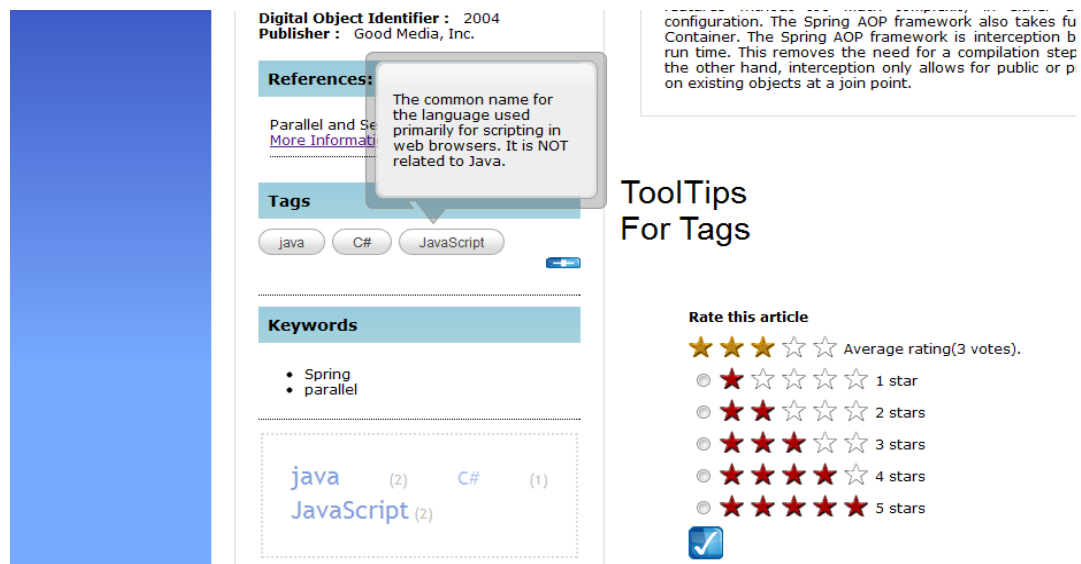 Digital Object Identifier : 2004
Publisher : Good Media, Inc.
References:
Parallel and Se
More Informati
The common name for
the language used
primarily for scripting in
web browsers. It is NOT
related to Java.
Tags
java C# JavaScript
Keywords
• Spring
• parallel
java (2) C# (1)
JavaScript (2)
configuration. The Spring AOP framework also takes fu
Container. The Spring AOP framework is interception b
run time. This removes the need for a compilation step
the other hand, interception only allows for public or p
on existing objects at a join point.
ToolTips
For Tags
Rate this article
Average rating(3 votes).
1 star
2 stars
3 stars
4 stars
5 stars